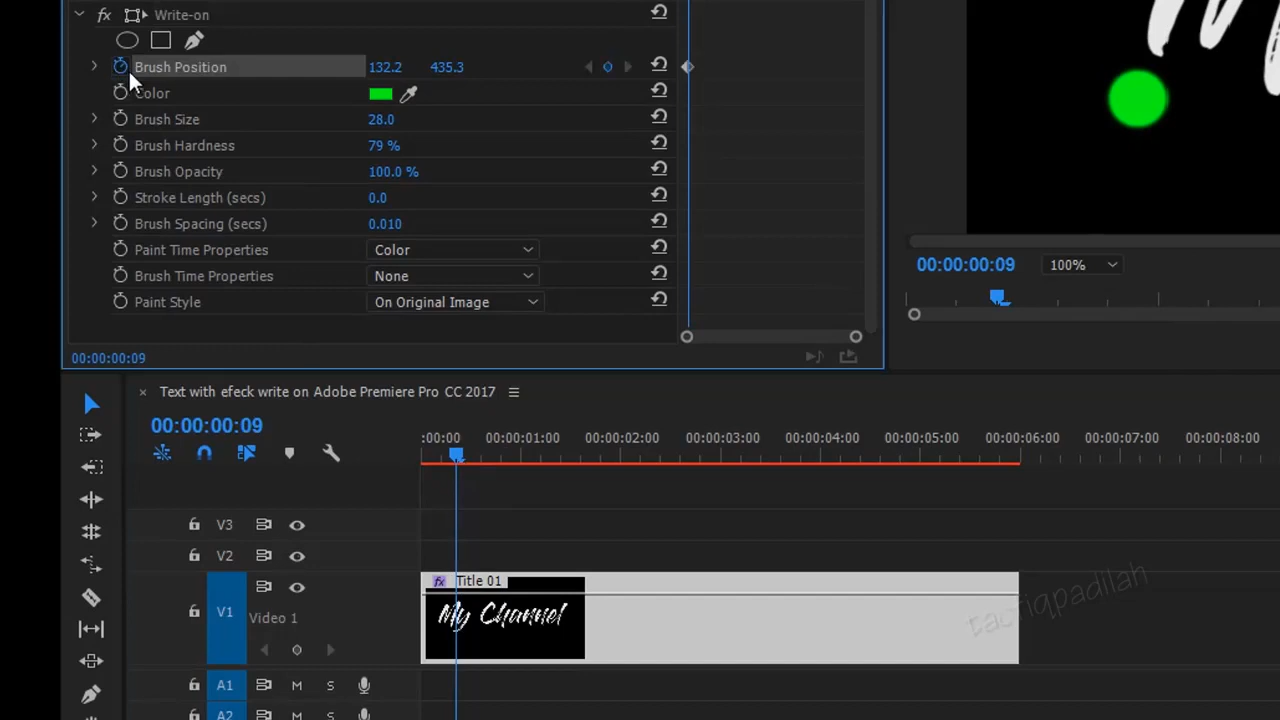 Write-on
Brush Position 132.2 435.3
Color
Brush Size 28.0
Brush Hardness 79 %
Brush Opacity 100.0 %
Stroke Length (secs) 0.0
Brush Spacing (secs) 0.010
Paint Time Properties Color
Brush Time Properties None
Paint Style On Original Image
00:00:00:09
00:00:00:09 100%
× Text with efeck write on Adobe Premiere Pro CC 2017
00:00:00:09
:00:00 00:00:01:00 00:00:02:00 00:00:03:00 00:00:04:00 00:00:05:00 00:00:06:00 00:00:07:00 00:00:08:00
V3
V2
fx Title 01
My Channel
V1 Video 1
taofiqpadilah
A1 M S
A2 M S